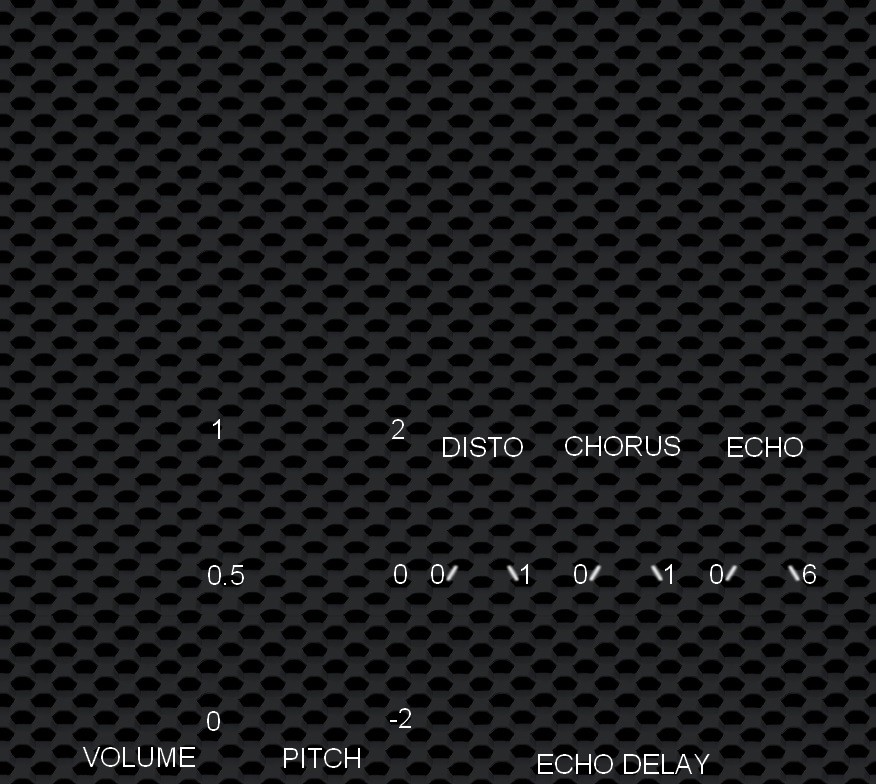 1 2
DISTO CHORUS ECHO
0.5 0 0 1 0 1 0 6
0 -2
VOLUME PITCH ECHO DELAY